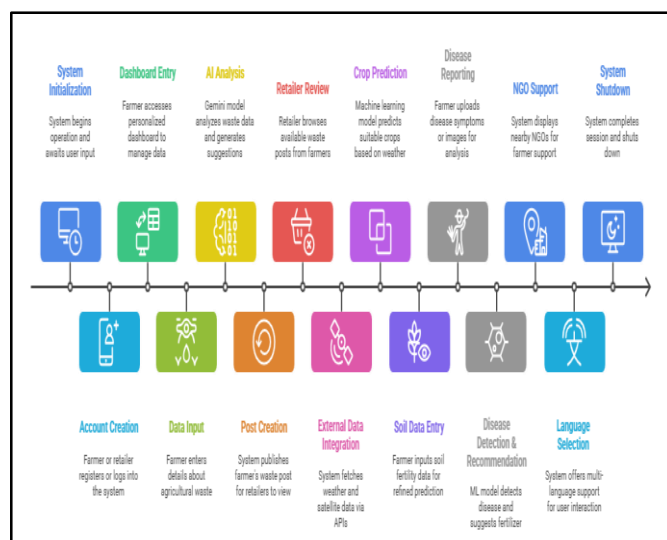 System
Initialization
System begins
operation and
awaits user input
Dashboard Entry
Farmer accesses
personalized
dashboard to
manage data
AI Analysis
Gemini model
analyzes waste data
and generates
suggestions
Retailer Review
Retailer browses
available waste
posts from farmers
Crop Prediction
Machine learning
model predicts
suitable crops
based on weather
Disease
Reporting
Farmer uploads
disease symptoms
or images for
analysis
NGO Support
System displays
nearby NGOs for
farmer support
System
Shutdown
System completes
session and shuts
down
01
10
01
01
Account Creation
Farmer or retailer
registers or logs into
the system
Data Input
Farmer enters
details about
agricultural waste
Post Creation
System publishes
farmer's waste post
for retailers to view
External Data
Integration
System fetches
weather and
satellite data via
APIs
Soil Data Entry
Farmer inputs soil
fertility data for
refined prediction
Disease
Detection &
Recommendation
ML model detects
disease and
suggests fertilizer
Language
Selection
System offers multi-
language support
for user interaction